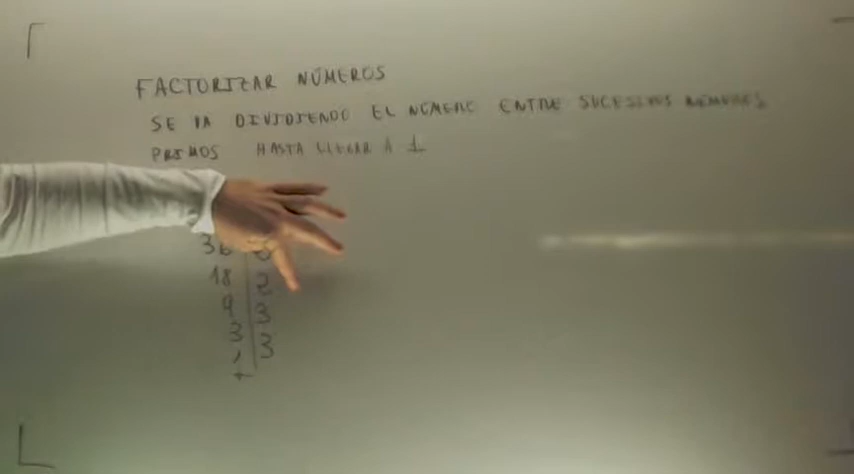 FACTORIZAR NÚMEROS
SE VA DIVIDIENDO EL NÚMERO ENTRE SUCESIVOS NÚMEROS
PRIMOS HASTA LLEGAR A 1
36
18 2
9 3
3 3
1